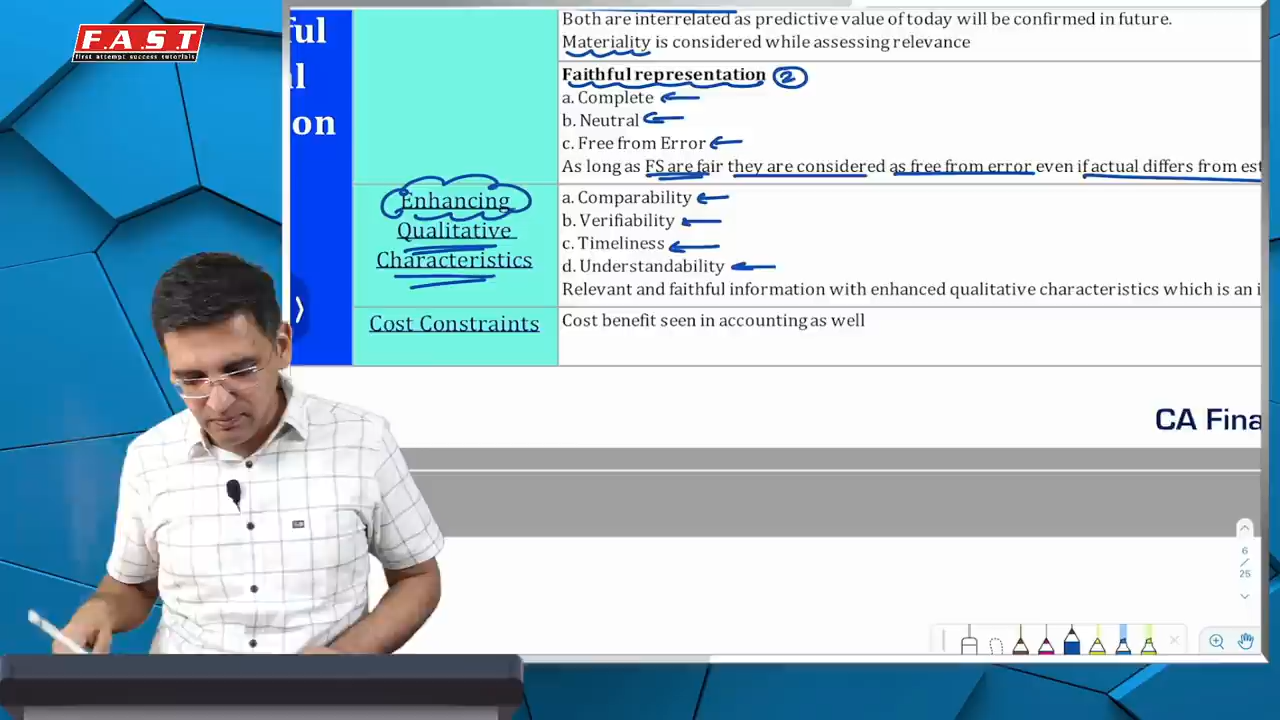 F.A.S.T
first attempt success tutorials
ful
al
on
Both are interrelated as predictive value of today will be confirmed in future.
Materiality is considered while assessing relevance
Faithful representation 2
a. Complete
b. Neutral
c. Free from Error
As long as FS are fair they are considered as free from error even if actual differs from est
Enhancing
Qualitative
Characteristics
a. Comparability
b. Verifiability
c. Timeliness
d. Understandability
Relevant and faithful information with enhanced qualitative characteristics which is an i
Cost Constraints
Cost benefit seen in accounting as well
CA Fina
6
/
25